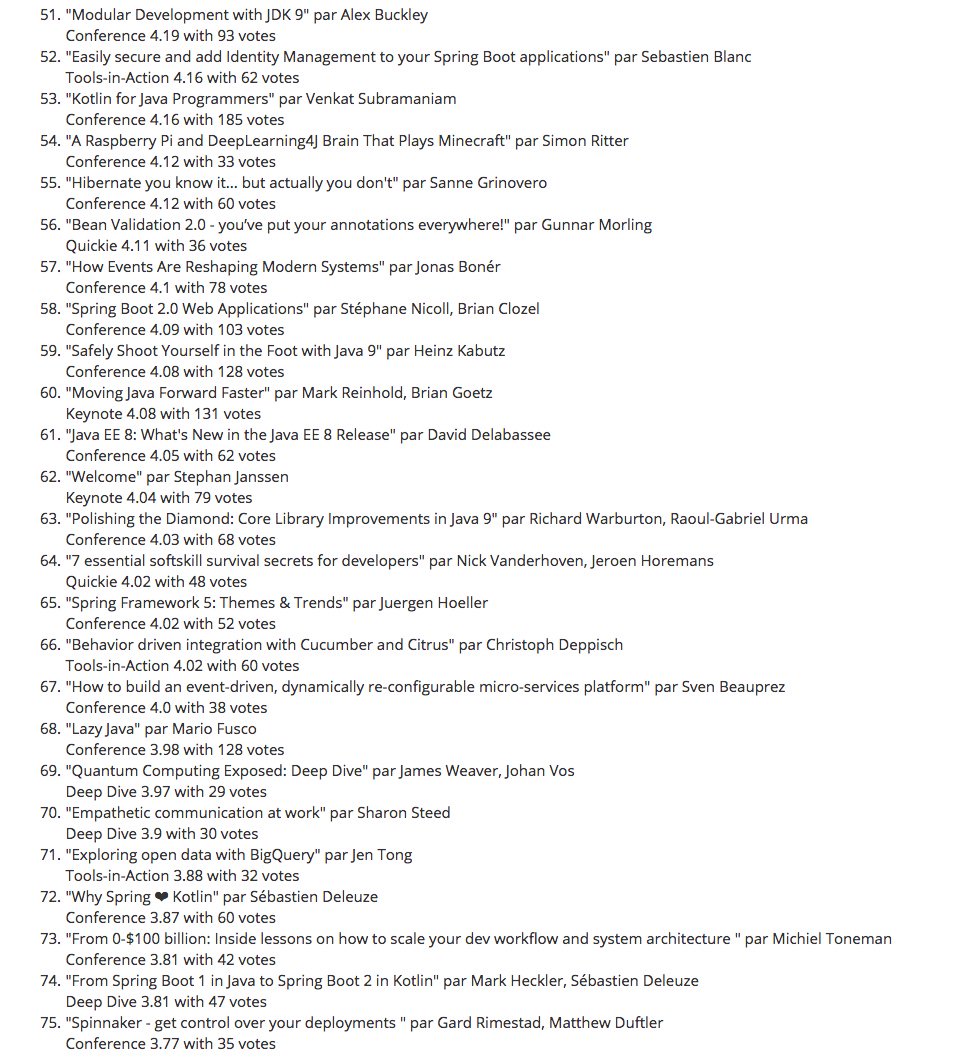 51. "Modular Development with JDK 9" par Alex Buckley
Conference 4.19 with 93 votes
52. "Easily secure and add Identity Management to your Spring Boot applications" par Sebastien Blanc
Tools-in-Action 4.16 with 62 votes
53. "Kotlin for Java Programmers" par Venkat Subramaniam
Conference 4.16 with 185 votes
54. "A Raspberry Pi and DeepLearning4J Brain That Plays Minecraft" par Simon Ritter
Conference 4.12 with 33 votes
55. "Hibernate you know it... but actually you don't" par Sanne Grinovero
Conference 4.12 with 60 votes
56. "Bean Validation 2.0 - you’ve put your annotations everywhere!" par Gunnar Morling
Quickie 4.11 with 36 votes
57. "How Events Are Reshaping Modern Systems" par Jonas Bonér
Conference 4.1 with 78 votes
58. "Spring Boot 2.0 Web Applications" par Stéphane Nicoll, Brian Clozel
Conference 4.09 with 103 votes
59. "Safely Shoot Yourself in the Foot with Java 9" par Heinz Kabutz
Conference 4.08 with 128 votes
60. "Moving Java Forward Faster" par Mark Reinhold, Brian Goetz
Keynote 4.08 with 131 votes
61. "Java EE 8: What's New in the Java EE 8 Release" par David Delabassee
Conference 4.05 with 62 votes
62. "Welcome" par Stephan Janssen
Keynote 4.04 with 79 votes
63. "Polishing the Diamond: Core Library Improvements in Java 9" par Richard Warburton, Raoul-Gabriel Urma
Conference 4.03 with 68 votes
64. "7 essential softskill survival secrets for developers" par Nick Vanderhoven, Jeroen Horemans
Quickie 4.02 with 48 votes
65. "Spring Framework 5: Themes & Trends" par Juergen Hoeller
Conference 4.02 with 52 votes
66. "Behavior driven integration with Cucumber and Citrus" par Christoph Deppisch
Tools-in-Action 4.02 with 60 votes
67. "How to build an event-driven, dynamically re-configurable micro-services platform" par Sven Beauprez
Conference 4.0 with 38 votes
68. "Lazy Java" par Mario Fusco
Conference 3.98 with 128 votes
69. "Quantum Computing Exposed: Deep Dive" par James Weaver, Johan Vos
Deep Dive 3.97 with 29 votes
70. "Empathetic communication at work" par Sharon Steed
Deep Dive 3.9 with 30 votes
71. "Exploring open data with BigQuery" par Jen Tong
Tools-in-Action 3.88 with 32 votes
72. "Why Spring ❤ Kotlin" par Sébastien Deleuze
Conference 3.87 with 60 votes
73. "From 0-$100 billion: Inside lessons on how to scale your dev workflow and system architecture " par Michiel Toneman
Conference 3.81 with 42 votes
74. "From Spring Boot 1 in Java to Spring Boot 2 in Kotlin" par Mark Heckler, Sébastien Deleuze
Deep Dive 3.81 with 47 votes
75. "Spinnaker - get control over your deployments " par Gard Rimestad, Matthew Duftler
Conference 3.77 with 35 votes